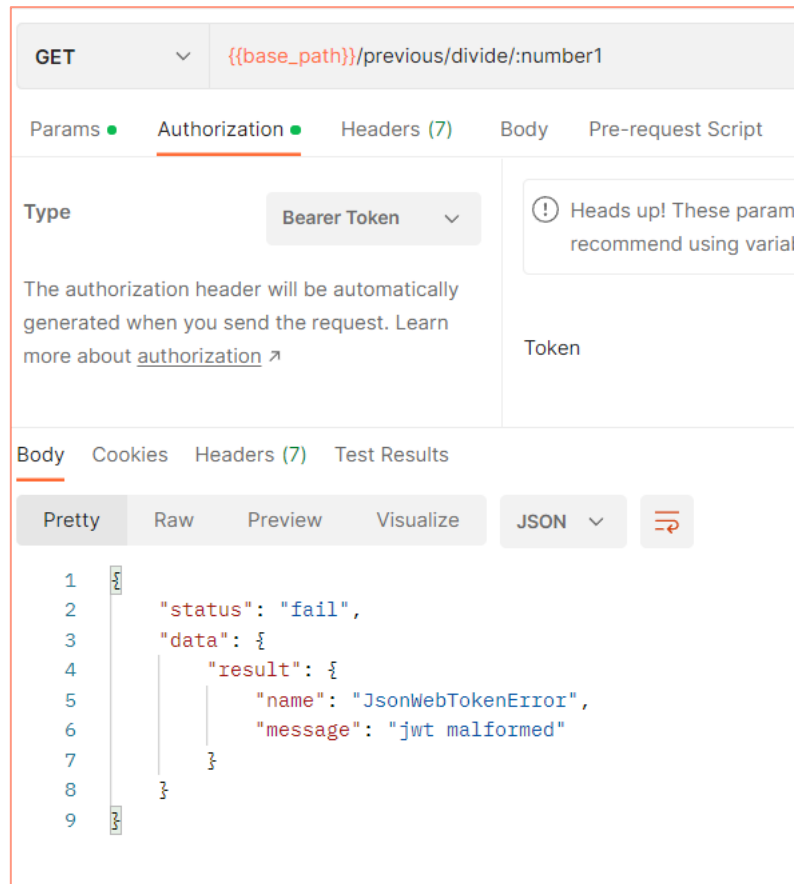 GET {{base_path}}/previous/divide/:number1
Params Authorization Headers (7) Body Pre-request Script
Type Bearer Token
Heads up! These param
recommend using varial
The authorization header will be automatically
generated when you send the request. Learn
more about authorization ↗
Token
Body Cookies Headers (7) Test Results
Pretty Raw Preview Visualize JSON
1 {
2 "status": "fail",
3 "data": {
4 "result": {
5 "name": "JsonWebTokenError",
6 "message": "jwt malformed"
7 }
8 }
9 }